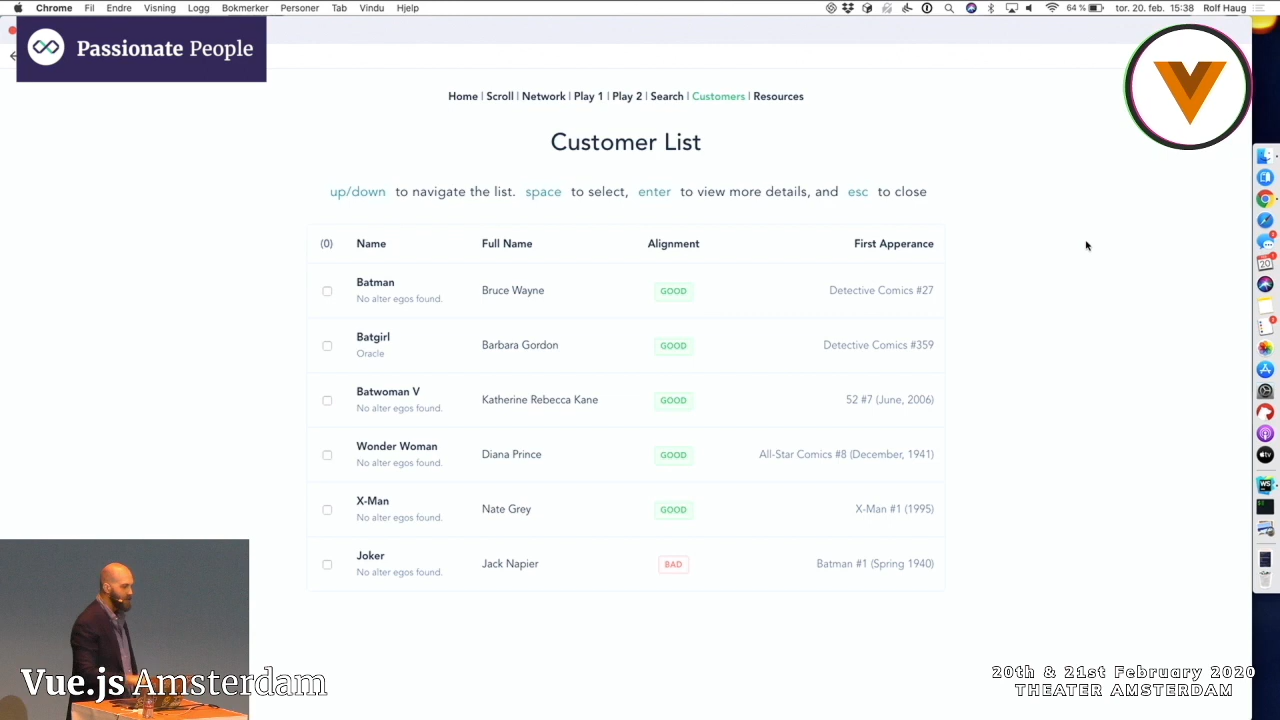 Chrome Fil Endre Visning Logg Bokmerker Personer Tab Vindu Hjelp 64 % tor. 20. feb. 15:38 Rolf Haug
Passionate People
Home | Scroll | Network | Play 1 | Play 2 | Search | Customers | Resources
Customer List
up/down to navigate the list. space to select, enter to view more details, and esc to close
(0) Name Full Name Alignment First Apperance
Batman
No alter egos found.
Bruce Wayne GOOD Detective Comics #27
Batgirl
Oracle
Barbara Gordon GOOD Detective Comics #359
Batwoman V
No alter egos found.
Katherine Rebecca Kane GOOD 52 #7 (June, 2006)
Wonder Woman
No alter egos found.
Diana Prince GOOD All-Star Comics #8 (December, 1941)
X-Man
No alter egos found.
Nate Grey GOOD X-Man #1 (1995)
Joker
No alter egos found.
Jack Napier BAD Batman #1 (Spring 1940)
Vue.js Amsterdam
20th & 21st February 2020
THEATER AMSTERDAM